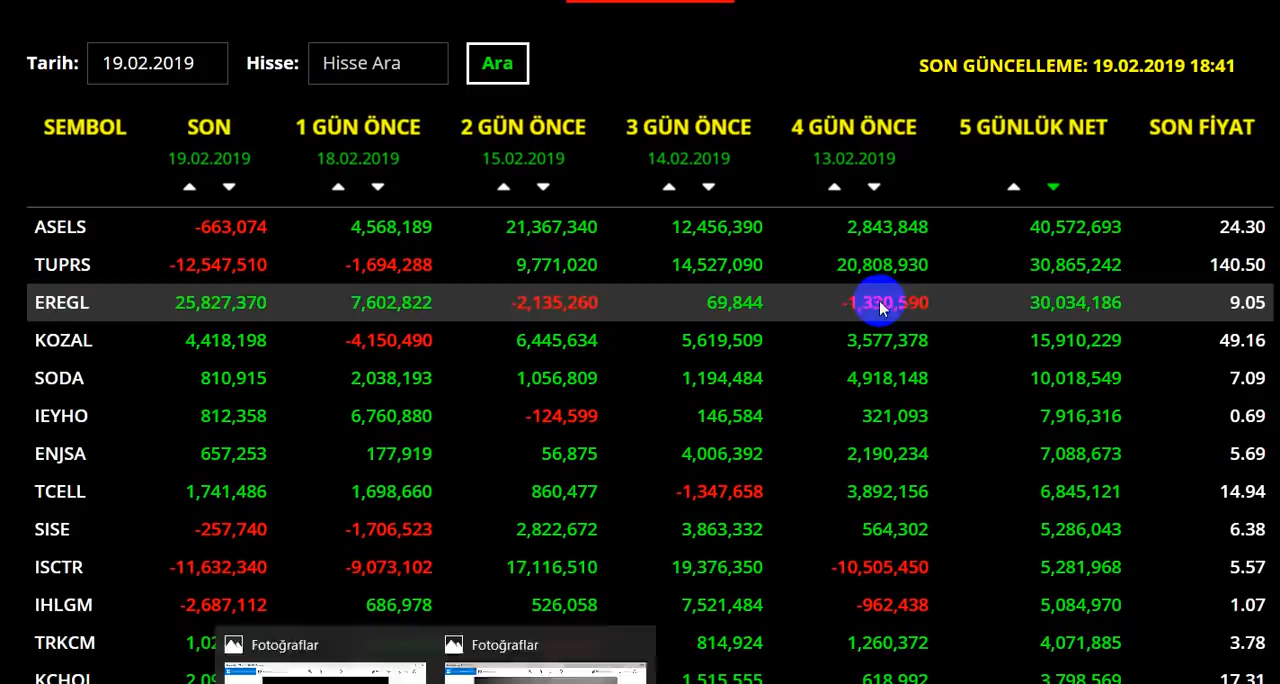 Tarih: 19.02.2019 Hisse: Hisse Ara Ara SON GÜNCELLEME: 19.02.2019 18:41
SEMBOL SON 1 GÜN ÖNCE 2 GÜN ÖNCE 3 GÜN ÖNCE 4 GÜN ÖNCE 5 GÜNLÜK NET SON FİYAT
19.02.2019 18.02.2019 15.02.2019 14.02.2019 13.02.2019
ASELS -663,074 4,568,189 21,367,340 12,456,390 2,843,848 40,572,693 24.30
TUPRS -12,547,510 -1,694,288 9,771,020 14,527,090 20,808,930 30,865,242 140.50
EREGL 25,827,370 7,602,822 -2,135,260 69,844 -1,330,590 30,034,186 9.05
KOZAL 4,418,198 -4,150,490 6,445,634 5,619,509 3,577,378 15,910,229 49.16
SODA 810,915 2,038,193 1,056,809 1,194,484 4,918,148 10,018,549 7.09
IEYHO 812,358 6,760,880 -124,599 146,584 321,093 7,916,316 0.69
ENJSA 657,253 177,919 56,875 4,006,392 2,190,234 7,088,673 5.69
TCELL 1,741,486 1,698,660 860,477 -1,347,658 3,892,156 6,845,121 14.94
SISE -257,740 -1,706,523 2,822,672 3,863,332 564,302 5,286,043 6.38
ISCTR -11,632,340 -9,073,102 17,116,510 19,376,350 -10,505,450 5,281,968 5.57
IHLGM -2,687,112 686,978 526,058 7,521,484 -962,438 5,084,970 1.07
TRKCM 814,924 1,260,372 4,071,885 3.78
Fotoğraflar Fotoğraflar
KCHOL 1,515,555 618,992 3,798,569 17.31